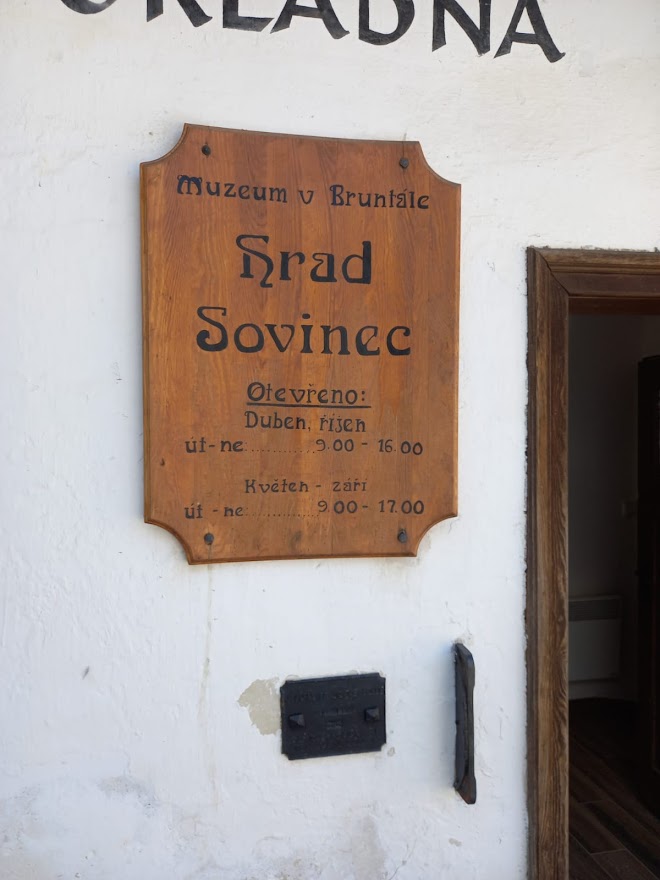 Muzeum v Bruntále
Hrad
Sovinec
Otevřeno:
Duben, říjen
út-ne............9.00 - 16.00
Květen - září
út - ne............9.00 - 17.00